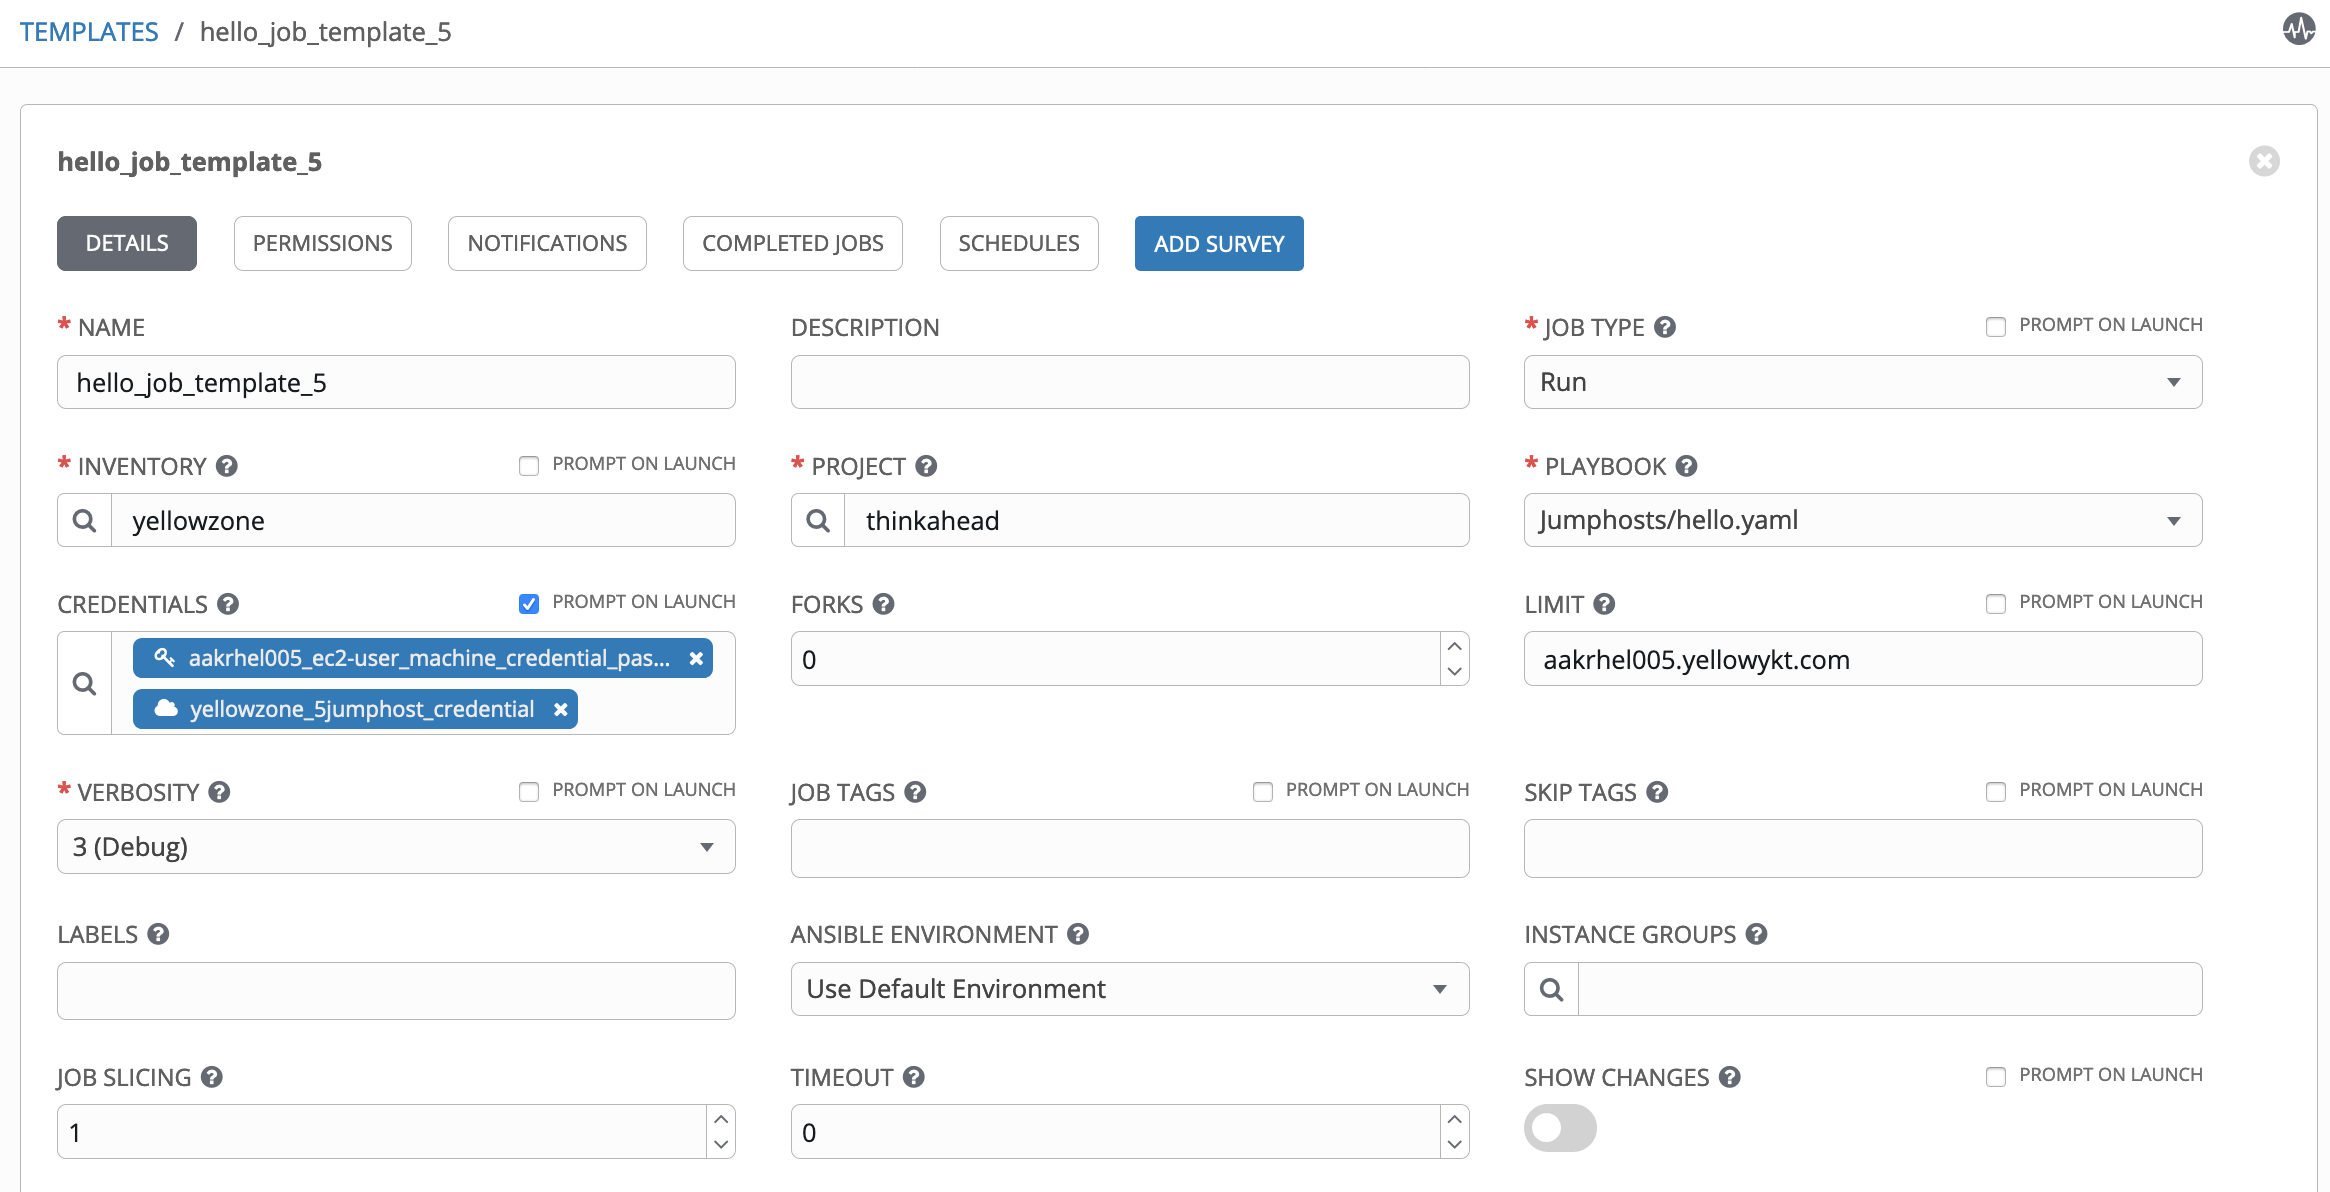 TEMPLATES / hello_job_template_5
hello_job_template_5
DETAILS PERMISSIONS NOTIFICATIONS COMPLETED JOBS SCHEDULES ADD SURVEY
* NAME DESCRIPTION * JOB TYPE ? PROMPT ON LAUNCH
hello_job_template_5 Run
* INVENTORY ? PROMPT ON LAUNCH * PROJECT ? * PLAYBOOK ?
yellowzone thinkahead Jumphosts/hello.yaml
CREDENTIALS ? PROMPT ON LAUNCH FORKS ? LIMIT ? PROMPT ON LAUNCH
aakrhel005_ec2-user_machine_credential_pas... 0 aakrhel005.yellowykt.com
yellowzone_5jumphost_credential
* VERBOSITY ? PROMPT ON LAUNCH JOB TAGS ? PROMPT ON LAUNCH SKIP TAGS ? PROMPT ON LAUNCH
3 (Debug)
LABELS ? ANSIBLE ENVIRONMENT ? INSTANCE GROUPS ?
Use Default Environment
JOB SLICING ? TIMEOUT ? SHOW CHANGES ? PROMPT ON LAUNCH
1 0